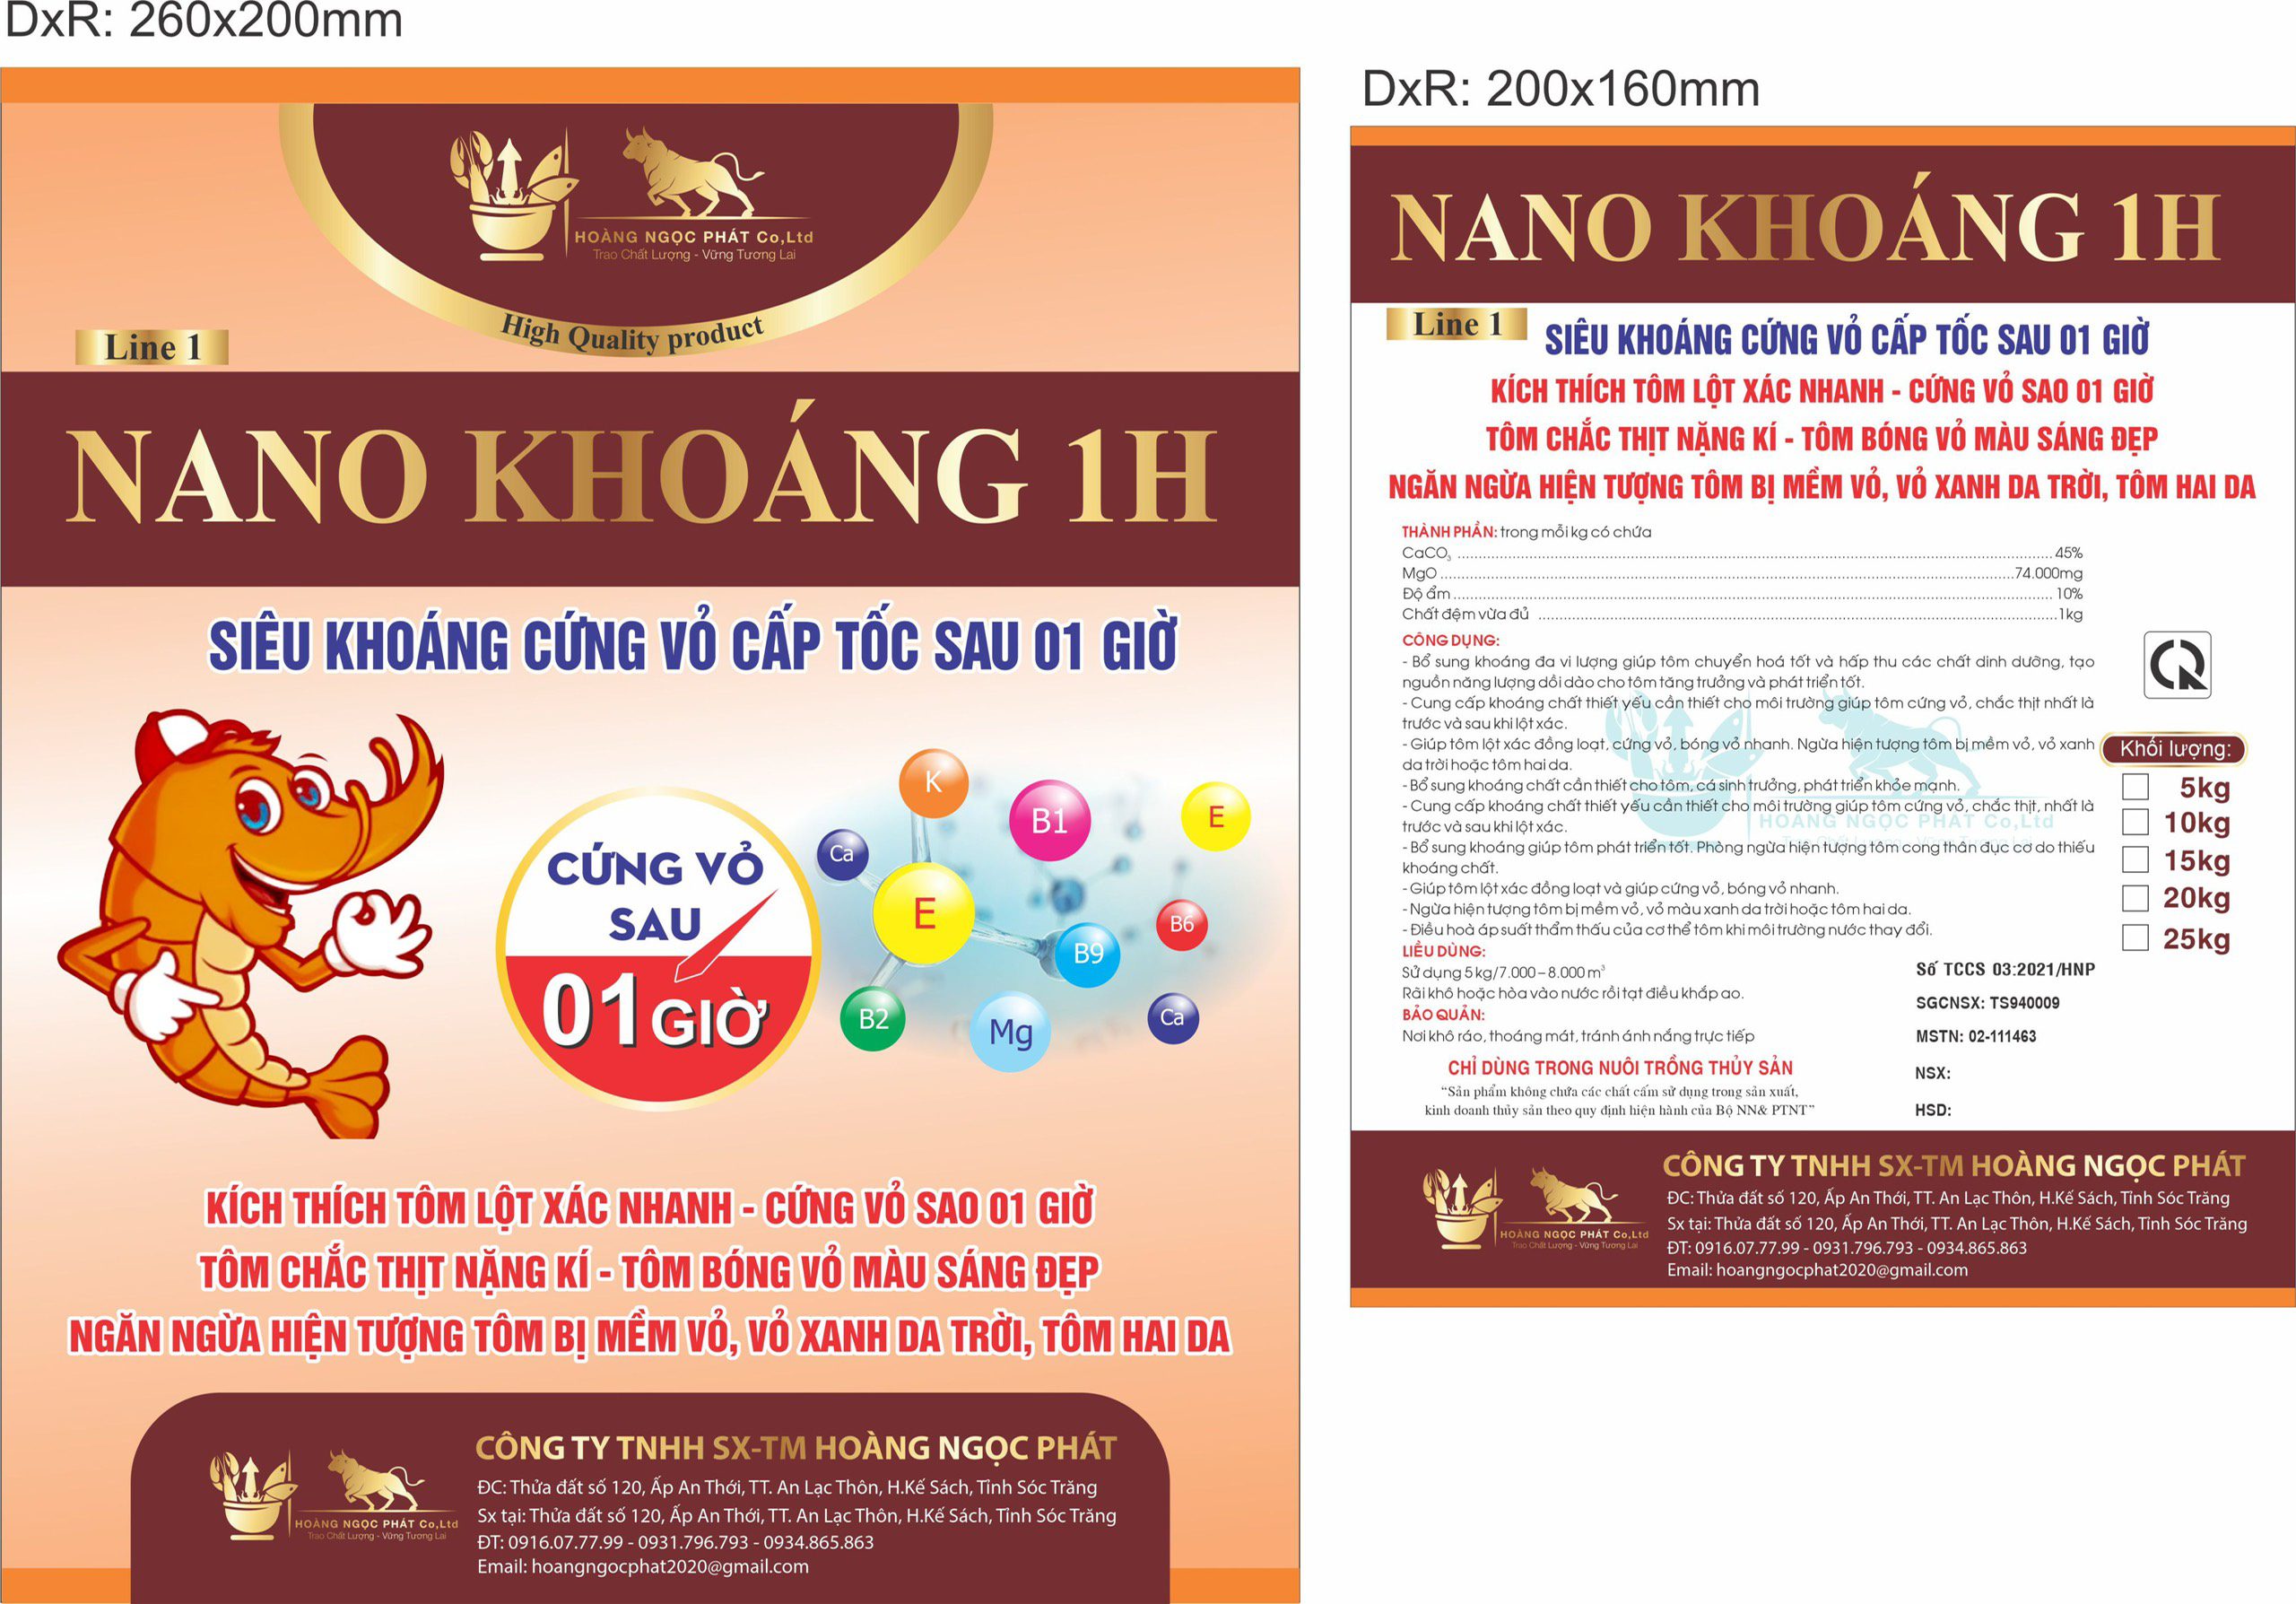 DxR: 260x200mm
HOÀNG NGỌC PHÁT Co,Ltd
Trao Chất Lượng - Vững Tương Lai
High Quality product
Line 1
NANO KHOÁNG 1H
SIÊU KHOÁNG CỨNG VỎ CẤP TỐC SAU 01 GIỜ
CỨNG VỎ
SAU
01 GIỜ
K
B1
E
Ca
E
B6
B9
B2
Mg
Ca
KÍCH THÍCH TÔM LỘT XÁC NHANH - CỨNG VỎ SAO 01 GIỜ
TÔM CHẮC THỊT NẶNG KÍ - TÔM BÓNG VỎ MÀU SÁNG ĐẸP
NGĂN NGỪA HIỆN TƯỢNG TÔM BỊ MỀM VỎ, VỎ XANH DA TRỜI, TÔM HAI DA
HOÀNG NGỌC PHÁT Co,Ltd
Trao Chất Lượng - Vững Tương Lai
CÔNG TY TNHH SX-TM HOÀNG NGỌC PHÁT
ĐC: Thửa đất số 120, Ấp An Thới, TT. An Lạc Thôn, H.Kế Sách, Tỉnh Sóc Trăng
Sx tại: Thửa đất số 120, Ấp An Thới, TT. An Lạc Thôn, H.Kế Sách, Tỉnh Sóc Trăng
ĐT: 0916.07.77.99 - 0931.796.793 - 0934.865.863
Email: hoangngocphat2020@gmail.com
DxR: 200x160mm
NANO KHOÁNG 1H
Line 1
SIÊU KHOÁNG CỨNG VỎ CẤP TỐC SAU 01 GIỜ
KÍCH THÍCH TÔM LỘT XÁC NHANH - CỨNG VỎ SAO 01 GIỜ
TÔM CHẮC THỊT NẶNG KÍ - TÔM BÓNG VỎ MÀU SÁNG ĐẸP
NGĂN NGỪA HIỆN TƯỢNG TÔM BỊ MỀM VỎ, VỎ XANH DA TRỜI, TÔM HAI DA
THÀNH PHẦN: trong mỗi kg có chứa
CaCO₃ ........ 45%
MgO ........ 74.000mg
Độ ẩm ........ 10%
Chất đệm vừa đủ ........ 1kg
CÔNG DỤNG:
- Bổ sung khoáng đa vi lượng giúp tôm chuyển hoá tốt và hấp thu các chất dinh dưỡng, tạo
nguồn năng lượng dồi dào cho tôm tăng trưởng và phát triển tốt.
- Cung cấp khoáng chất thiết yếu cần thiết cho môi trường giúp tôm cứng vỏ, chắc thịt nhất là
trước và sau khi lột xác.
- Giúp tôm lột xác đồng loạt, cứng vỏ, bóng vỏ nhanh. Ngừa hiện tượng tôm bị mềm vỏ, vỏ xanh
da trời hoặc tôm hai da.
- Bổ sung khoáng chất cần thiết cho tôm, cá sinh trưởng, phát triển khỏe mạnh.
- Cung cấp khoáng chất thiết yếu cần thiết cho môi trường giúp tôm cứng vỏ, chắc thịt, nhất là
trước và sau khi lột xác.
HOÀNG NGỌC PHÁT Co,Ltd
- Bổ sung khoáng giúp tôm phát triển tốt. Phòng ngừa hiện tượng tôm cong thân đục cơ do thiếu
khoáng chất.
- Giúp tôm lột xác đồng loạt và giúp cứng vỏ, bóng vỏ nhanh.
- Ngừa hiện tượng tôm bị mềm vỏ, vỏ màu xanh da trời hoặc tôm hai da.
- Điều hoà áp suất thẩm thấu của cơ thể tôm khi môi trường nước thay đổi.
LIỀU DÙNG:
Sử dụng 5 kg/7.000 – 8.000 m³
Rãi khô hoặc hòa vào nước rồi tạt điều khắp ao.
BẢO QUẢN:
Nơi khô ráo, thoáng mát, tránh ánh nắng trực tiếp
CHỈ DÙNG TRONG NUÔI TRỒNG THỦY SẢN
“Sản phẩm không chứa các chất cấm sử dụng trong sản xuất,
kinh doanh thủy sản theo quy định hiện hành của Bộ NN& PTNT”
Khối lượng:
5kg
10kg
15kg
20kg
25kg
Số TCCS 03:2021/HNP
SGCNSX: TS940009
MSTN: 02-111463
NSX:
HSD:
HOÀNG NGỌC PHÁT Co,Ltd
Trao Chất Lượng - Vững Tương Lai
CÔNG TY TNHH SX-TM HOÀNG NGỌC PHÁT
ĐC: Thửa đất số 120, Ấp An Thới, TT. An Lạc Thôn, H.Kế Sách, Tỉnh Sóc Trăng
Sx tại: Thửa đất số 120, Ấp An Thới, TT. An Lạc Thôn, H.Kế Sách, Tỉnh Sóc Trăng
ĐT: 0916.07.77.99 - 0931.796.793 - 0934.865.863
Email: hoangngocphat2020@gmail.com